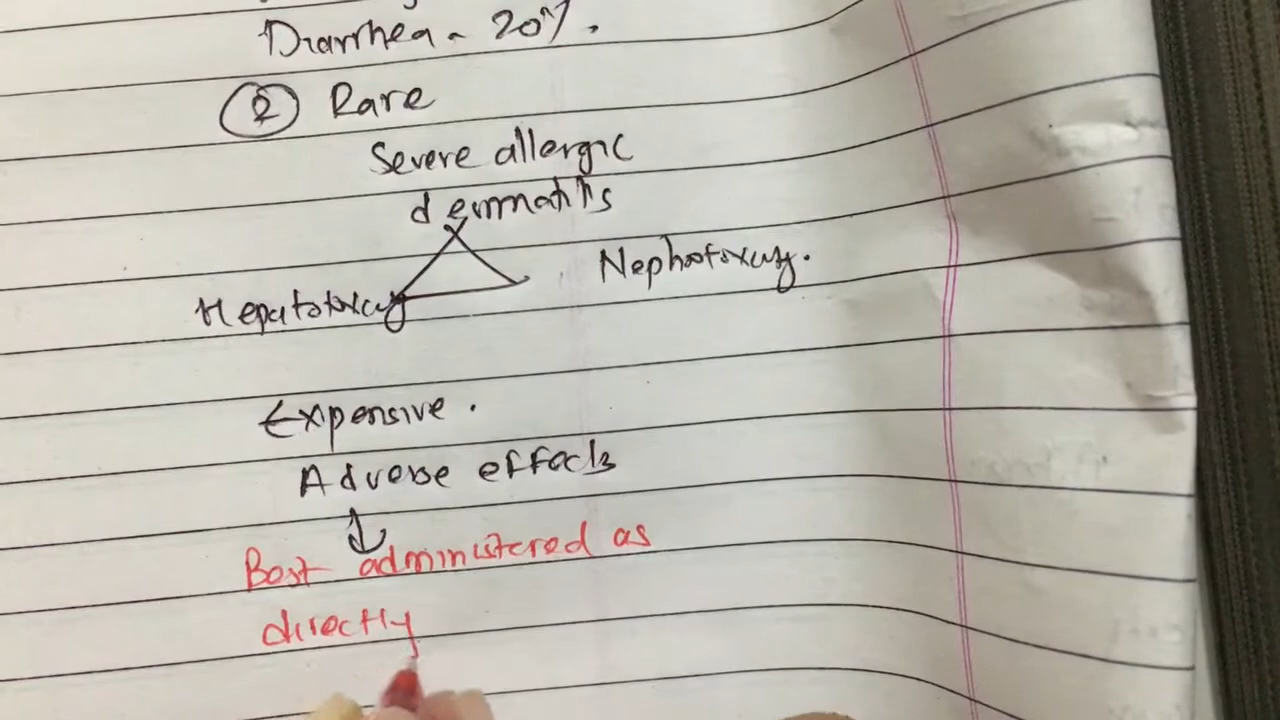 Diarrhea - 20%.
② Rare
Severe allergic
dermatitis
Nephrotoxicity.
Hepatotoxicity
Expensive.
Adverse effects
Best administered as
directly